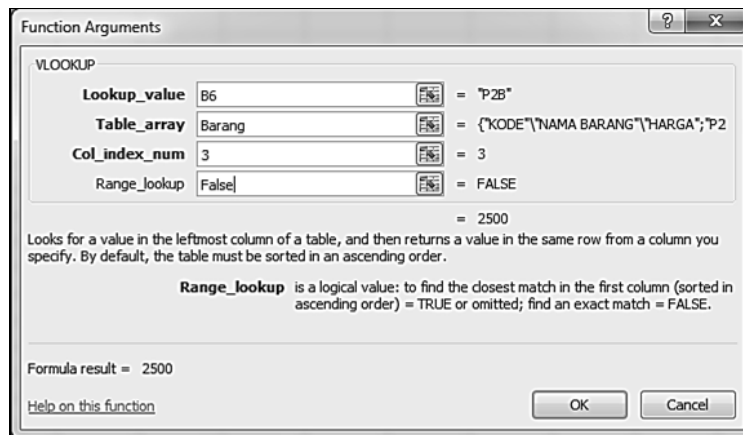 Function Arguments
VLOOKUP
Lookup_value B6 = "P2B"
Table_array Barang = {"KODE"\"NAMA BARANG"\"HARGA";"P2
Col_index_num 3 = 3
Range_lookup False = FALSE
= 2500
Looks for a value in the leftmost column of a table, and then returns a value in the same row from a column you
specify. By default, the table must be sorted in an ascending order.
Range_lookup is a logical value: to find the closest match in the first column (sorted in
ascending order) = TRUE or omitted; find an exact match = FALSE.
Formula result = 2500
Help on this function
OK Cancel